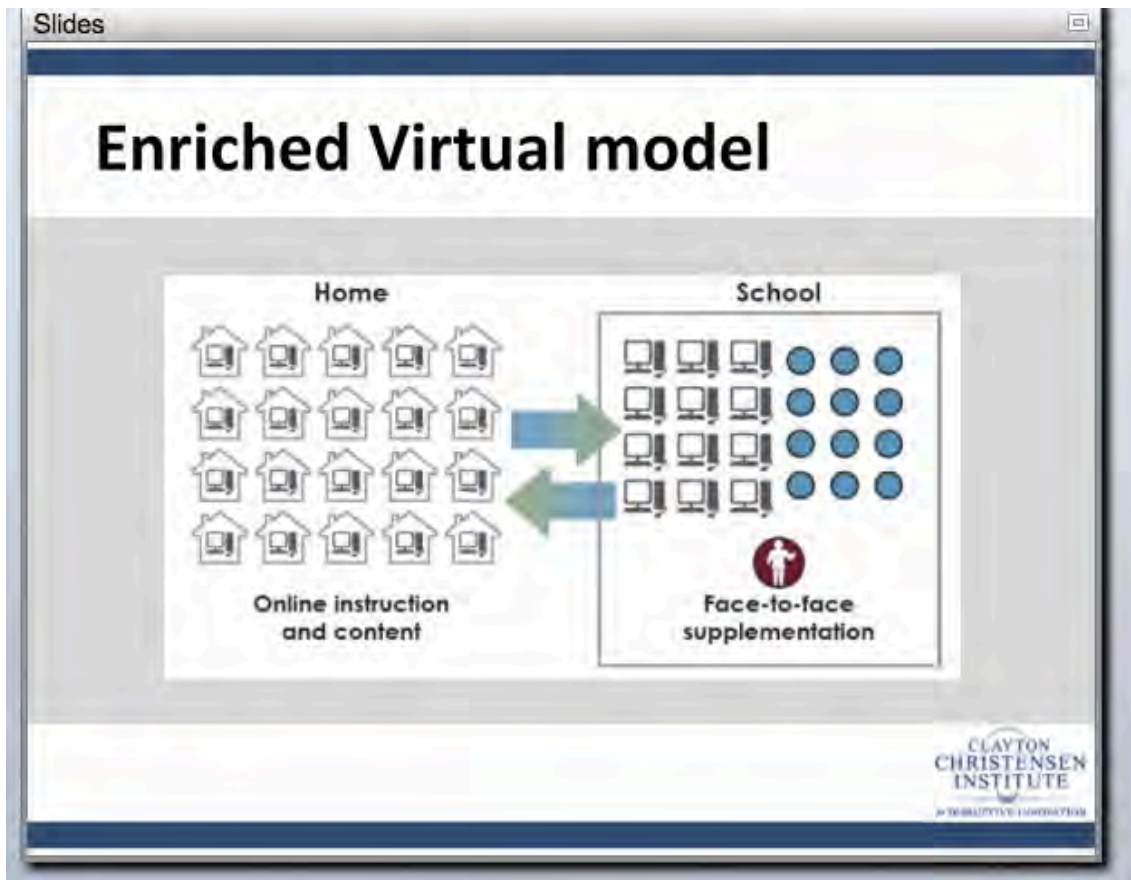 Slides
Enriched Virtual model
Home
School
Online instruction
and content
Face-to-face
supplementation
CLAYTON
CHRISTENSEN
INSTITUTE